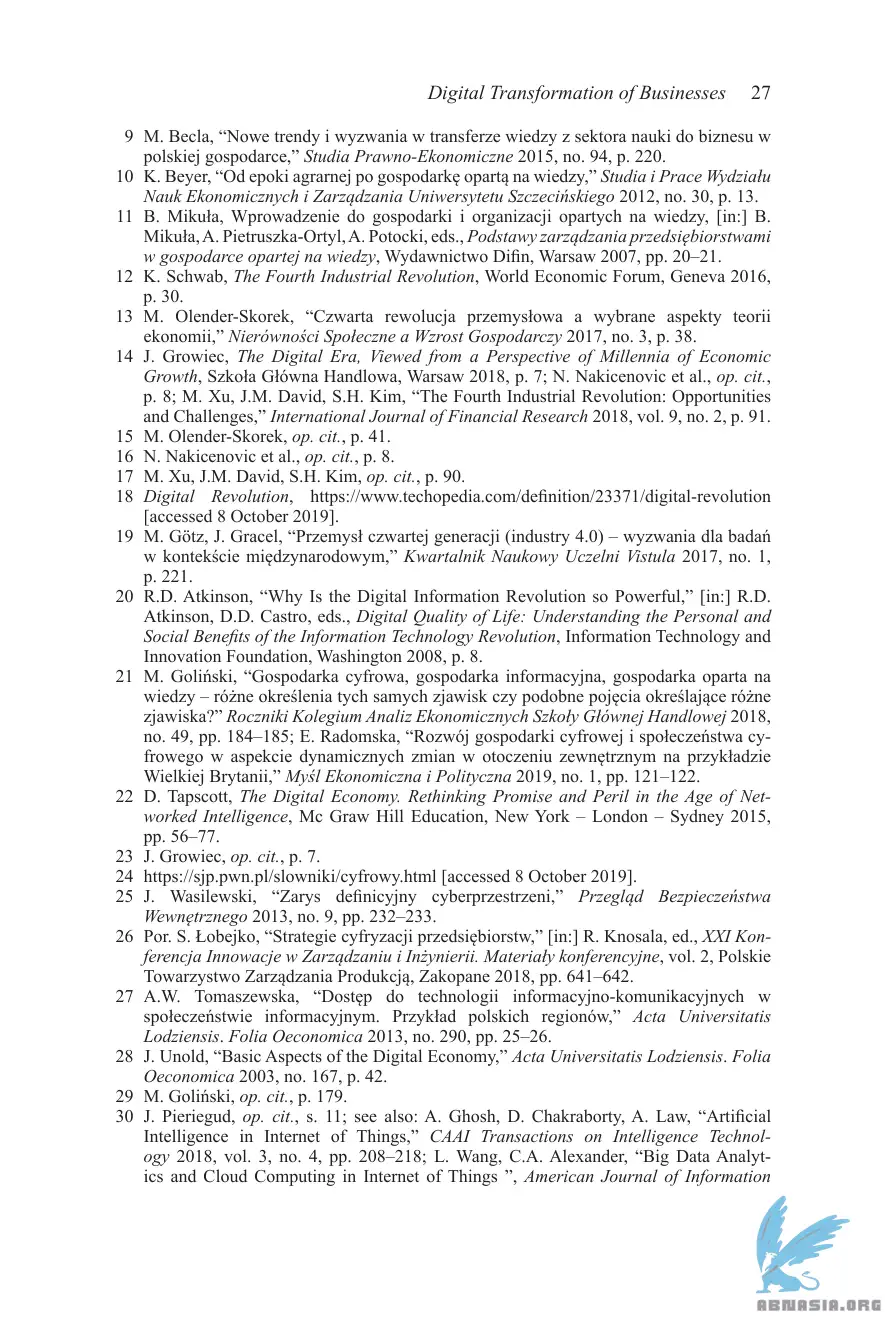 Digital Transformation of Businesses 27
9 M. Becla, “Nowe trendy i wyzwania w transferze wiedzy z sektora nauki do biznesu w
polskiej gospodarce,” Studia Prawno-Ekonomiczne 2015, no. 94, p. 220.
10 K. Beyer, “Od epoki agrarnej po gospodarkę opartą na wiedzy,” Studia i Prace Wydziału
Nauk Ekonomicznych i Zarządzania Uniwersytetu Szczecińskiego 2012, no. 30, p. 13.
11 B. Mikuła, Wprowadzenie do gospodarki i organizacji opartych na wiedzy, [in:] B.
Mikuła, A. Pietruszka-Ortyl, A. Potocki, eds., Podstawy zarządzania przedsiębiorstwami
w gospodarce opartej na wiedzy, Wydawnictwo Difin, Warsaw 2007, pp. 20–21.
12 K. Schwab, The Fourth Industrial Revolution, World Economic Forum, Geneva 2016,
p. 30.
13 M. Olender-Skorek, “Czwarta rewolucja przemysłowa a wybrane aspekty teorii
ekonomii,” Nierówności Społeczne a Wzrost Gospodarczy 2017, no. 3, p. 38.
14 J. Growiec, The Digital Era, Viewed from a Perspective of Millennia of Economic
Growth, Szkoła Główna Handlowa, Warsaw 2018, p. 7; N. Nakicenovic et al., op. cit.,
p. 8; M. Xu, J.M. David, S.H. Kim, “The Fourth Industrial Revolution: Opportunities
and Challenges,” International Journal of Financial Research 2018, vol. 9, no. 2, p. 91.
15 M. Olender-Skorek, op. cit., p. 41.
16 N. Nakicenovic et al., op. cit., p. 8.
17 M. Xu, J.M. David, S.H. Kim, op. cit., p. 90.
18 Digital Revolution, https://www.techopedia.com/definition/23371/digital-revolution
[accessed 8 October 2019].
19 M. Götz, J. Gracel, “Przemysł czwartej generacji (industry 4.0) – wyzwania dla badań
w kontekście międzynarodowym,” Kwartalnik Naukowy Uczelni Vistula 2017, no. 1,
p. 221.
20 R.D. Atkinson, “Why Is the Digital Information Revolution so Powerful,” [in:] R.D.
Atkinson, D.D. Castro, eds., Digital Quality of Life: Understanding the Personal and
Social Benefits of the Information Technology Revolution, Information Technology and
Innovation Foundation, Washington 2008, p. 8.
21 M. Goliński, “Gospodarka cyfrowa, gospodarka informacyjna, gospodarka oparta na
wiedzy – różne określenia tych samych zjawisk czy podobne pojęcia określające różne
zjawiska?” Roczniki Kolegium Analiz Ekonomicznych Szkoły Głównej Handlowej 2018,
no. 49, pp. 184–185; E. Radomska, “Rozwój gospodarki cyfrowej i społeczeństwa cy-
frowego w aspekcie dynamicznych zmian w otoczeniu zewnętrznym na przykładzie
Wielkiej Brytanii,” Myśl Ekonomiczna i Polityczna 2019, no. 1, pp. 121–122.
22 D. Tapscott, The Digital Economy. Rethinking Promise and Peril in the Age of Net-
worked Intelligence, Mc Graw Hill Education, New York – London – Sydney 2015,
pp. 56–77.
23 J. Growiec, op. cit., p. 7.
24 https://sjp.pwn.pl/slowniki/cyfrowy.html [accessed 8 October 2019].
25 J. Wasilewski, “Zarys definicyjny cyberprzestrzeni,” Przegląd Bezpieczeństwa
Wewnętrznego 2013, no. 9, pp. 232–233.
26 Por. S. Łobejko, “Strategie cyfryzacji przedsiębiorstw,” [in:] R. Knosala, ed., XXI Kon-
ferencja Innowacje w Zarządzaniu i Inżynierii. Materiały konferencyjne, vol. 2, Polskie
Towarzystwo Zarządzania Produkcją, Zakopane 2018, pp. 641–642.
27 A.W. Tomaszewska, “Dostęp do technologii informacyjno-komunikacyjnych w
społeczeństwie informacyjnym. Przykład polskich regionów,” Acta Universitatis
Lodziensis. Folia Oeconomica 2013, no. 290, pp. 25–26.
28 J. Unold, “Basic Aspects of the Digital Economy,” Acta Universitatis Lodziensis. Folia
Oeconomica 2003, no. 167, p. 42.
29 M. Goliński, op. cit., p. 179.
30 J. Pieriegud, op. cit., s. 11; see also: A. Ghosh, D. Chakraborty, A. Law, “Artificial
Intelligence in Internet of Things,” CAAI Transactions on Intelligence Technol-
ogy 2018, vol. 3, no. 4, pp. 208–218; L. Wang, C.A. Alexander, “Big Data Analyt-
ics and Cloud Computing in Internet of Things ”, American Journal of Information
ABNASIA.ORG